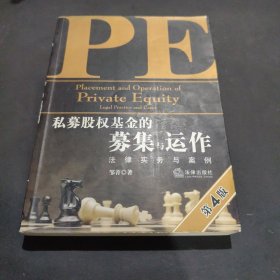 PE
Placement and Operation of
Private Equity
Legal Practice and Cases
私募股权基金的
募集与运作
法律实务与案例
邹菁 著
法律出版社
第4版